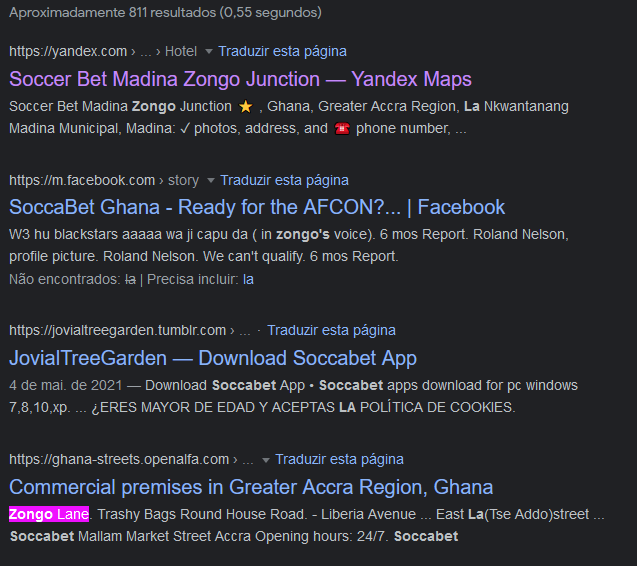 Aproximadamente 811 resultados (0,55 segundos)
https://yandex.com › ... › Hotel ▾ Traduzir esta página
Soccer Bet Madina Zongo Junction — Yandex Maps
Soccer Bet Madina Zongo Junction ⭐ , Ghana, Greater Accra Region, La Nkwantanang
Madina Municipal, Madina: ✓ photos, address, and ☎️ phone number, ...
https://m.facebook.com › story ▾ Traduzir esta página
SoccaBet Ghana - Ready for the AFCON?... | Facebook
W3 hu blackstars aaaaa wa ji capu da ( in zongo's voice). 6 mos Report. Roland Nelson,
profile picture. Roland Nelson. We can't qualify. 6 mos Report.
Não encontrados: la | Precisa incluir: la
https://jovialtreegarden.tumblr.com › ... · Traduzir esta página
JovialTreeGarden — Download Soccabet App
4 de mai. de 2021 — Download Soccabet App • Soccabet apps download for pc windows
7,8,10,xp. ... ¿ERES MAYOR DE EDAD Y ACEPTAS LA POLÍTICA DE COOKIES.
https://ghana-streets.openalfa.com › ... ▾ Traduzir esta página
Commercial premises in Greater Accra Region, Ghana
Zongo Lane. Trashy Bags Round House Road. - Liberia Avenue ... East La(Tse Addo)street ...
Soccabet Mallam Market Street Accra Opening hours: 24/7. Soccabet